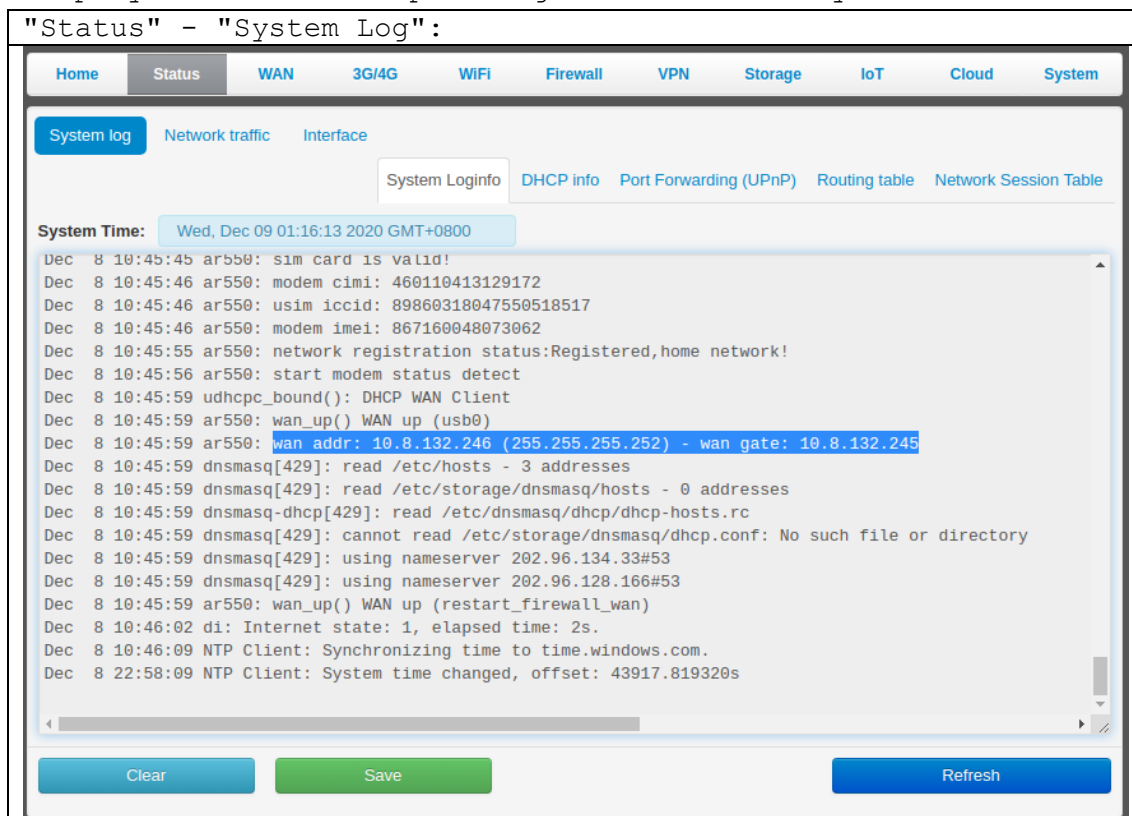 "Status" - "System Log":
Home Status WAN 3G/4G WiFi Firewall VPN Storage IoT Cloud System
System log Network traffic Interface
System Loginfo DHCP info Port Forwarding (UPnP) Routing table Network Session Table
System Time: Wed, Dec 09 01:16:13 2020 GMT+0800
Dec  8 10:45:45 ar550: sim card is valid!
Dec  8 10:45:46 ar550: modem cimi: 460110413129172
Dec  8 10:45:46 ar550: usim iccid: 89860318047550518517
Dec  8 10:45:46 ar550: modem imei: 867160048073062
Dec  8 10:45:55 ar550: network registration status:Registered,home network!
Dec  8 10:45:56 ar550: start modem status detect
Dec  8 10:45:59 udhcpc_bound(): DHCP WAN Client
Dec  8 10:45:59 ar550: wan_up() WAN up (usb0)
Dec  8 10:45:59 ar550: wan addr: 10.8.132.246 (255.255.255.252) - wan gate: 10.8.132.245
Dec  8 10:45:59 dnsmasq[429]: read /etc/hosts - 3 addresses
Dec  8 10:45:59 dnsmasq[429]: read /etc/storage/dnsmasq/hosts - 0 addresses
Dec  8 10:45:59 dnsmasq-dhcp[429]: read /etc/dnsmasq/dhcp/dhcp-hosts.rc
Dec  8 10:45:59 dnsmasq[429]: cannot read /etc/storage/dnsmasq/dhcp.conf: No such file or directory
Dec  8 10:45:59 dnsmasq[429]: using nameserver 202.96.134.33#53
Dec  8 10:45:59 dnsmasq[429]: using nameserver 202.96.128.166#53
Dec  8 10:45:59 ar550: wan_up() WAN up (restart_firewall_wan)
Dec  8 10:46:02 di: Internet state: 1, elapsed time: 2s.
Dec  8 10:46:09 NTP Client: Synchronizing time to time.windows.com.
Dec  8 22:58:09 NTP Client: System time changed, offset: 43917.819320s
Clear Save Refresh